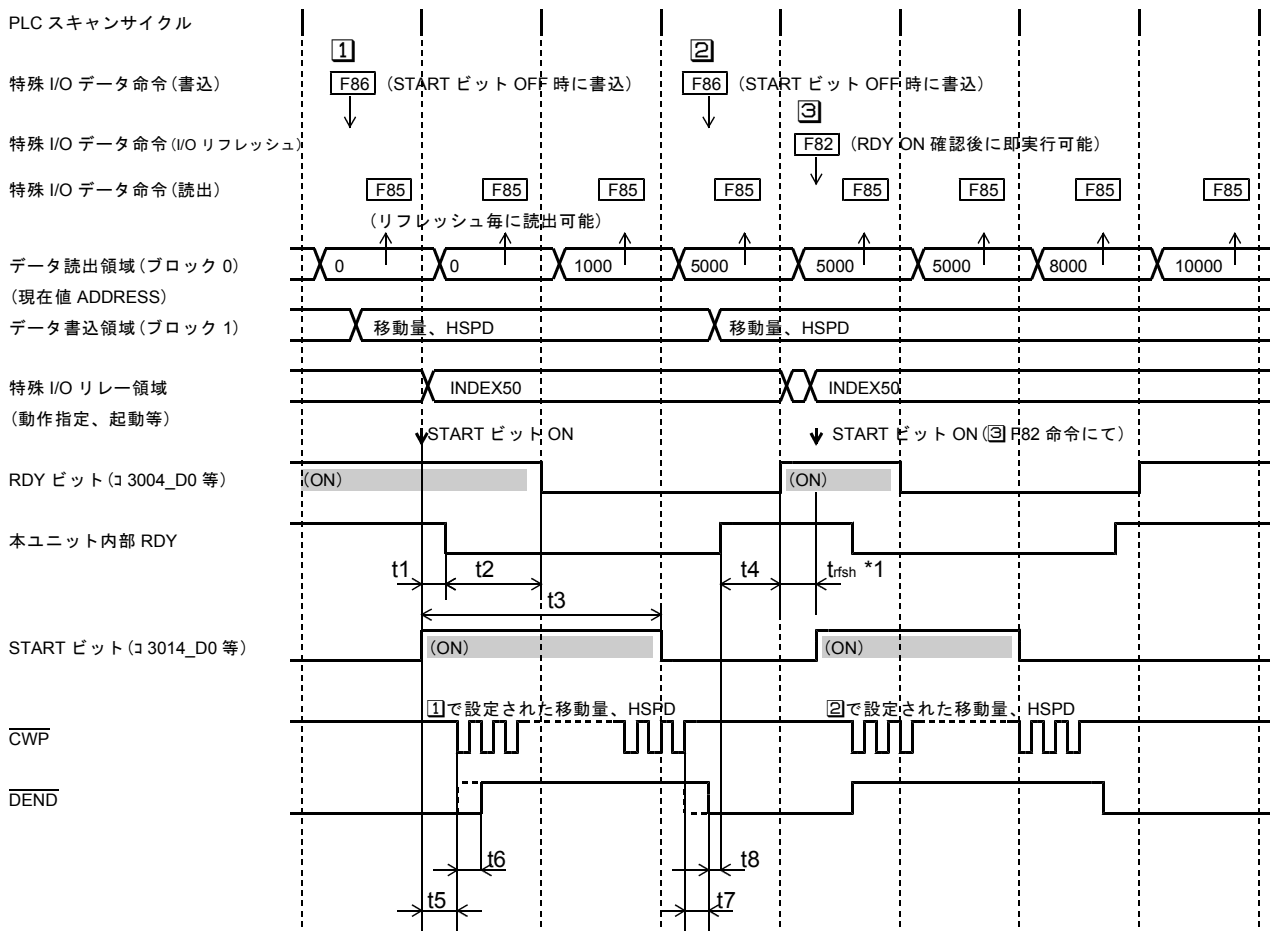 PLC スキャンサイクル
1 2
特殊 I/O データ命令(書込) F86 (START ビット OFF 時に書込) F86 (START ビット OFF 時に書込)
3
特殊 I/O データ命令(I/O リフレッシュ) F82 (RDY ON 確認後に即実行可能)
特殊 I/O データ命令(読出) F85 F85 F85 F85 F85 F85 F85 F85
(リフレッシュ毎に読出可能)
データ読出領域(ブロック 0) 0 0 1000 5000 5000 5000 8000 10000
(現在値 ADDRESS)
データ書込領域(ブロック 1) 移動量、HSPD 移動量、HSPD
特殊 I/O リレー領域 INDEX50 INDEX50
(動作指定、起動等)
START ビット ON START ビット ON(3 F82 命令にて)
RDY ビット(コ 3004_D0 等) (ON) (ON)
本ユニット内部 RDY
t1 t2 t4 trfsh *1
t3
START ビット(コ 3014_D0 等) (ON) (ON)
1で設定された移動量、HSPD 2で設定された移動量、HSPD
CWP
DEND
t6 t8
t5 t7